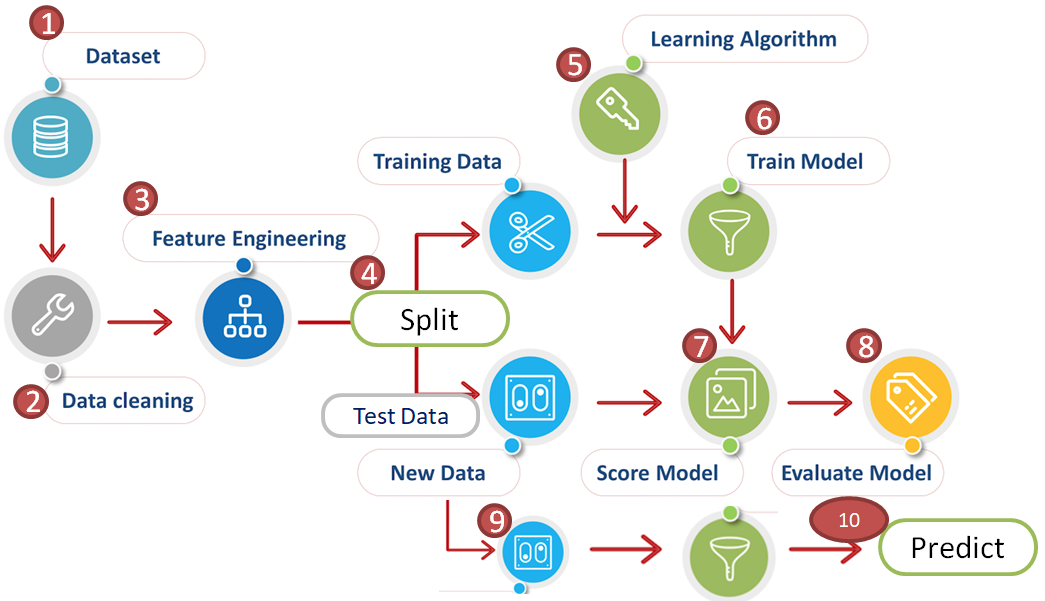 1
Dataset
2
Data cleaning
3
Feature Engineering
4
Split
Training Data
Test Data
New Data
5
Learning Algorithm
6
Train Model
7
Score Model
8
Evaluate Model
9
10
Predict